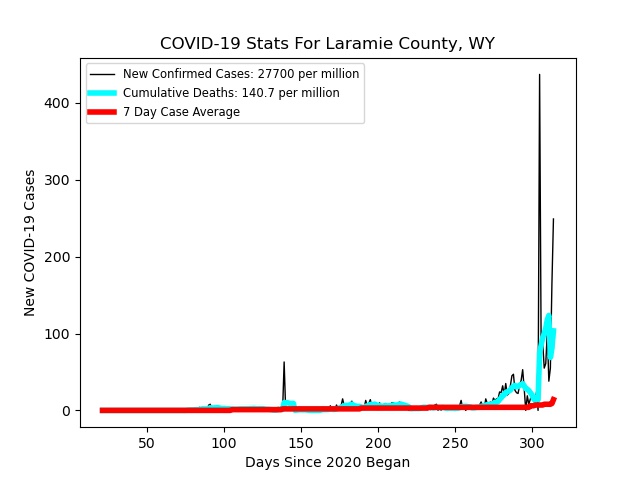 COVID-19 Stats For Laramie County, WY
New Confirmed Cases: 27700 per million
Cumulative Deaths: 140.7 per million
7 Day Case Average
New COVID-19 Cases
400
300
200
100
0
50 100 150 200 250 300
Days Since 2020 Began